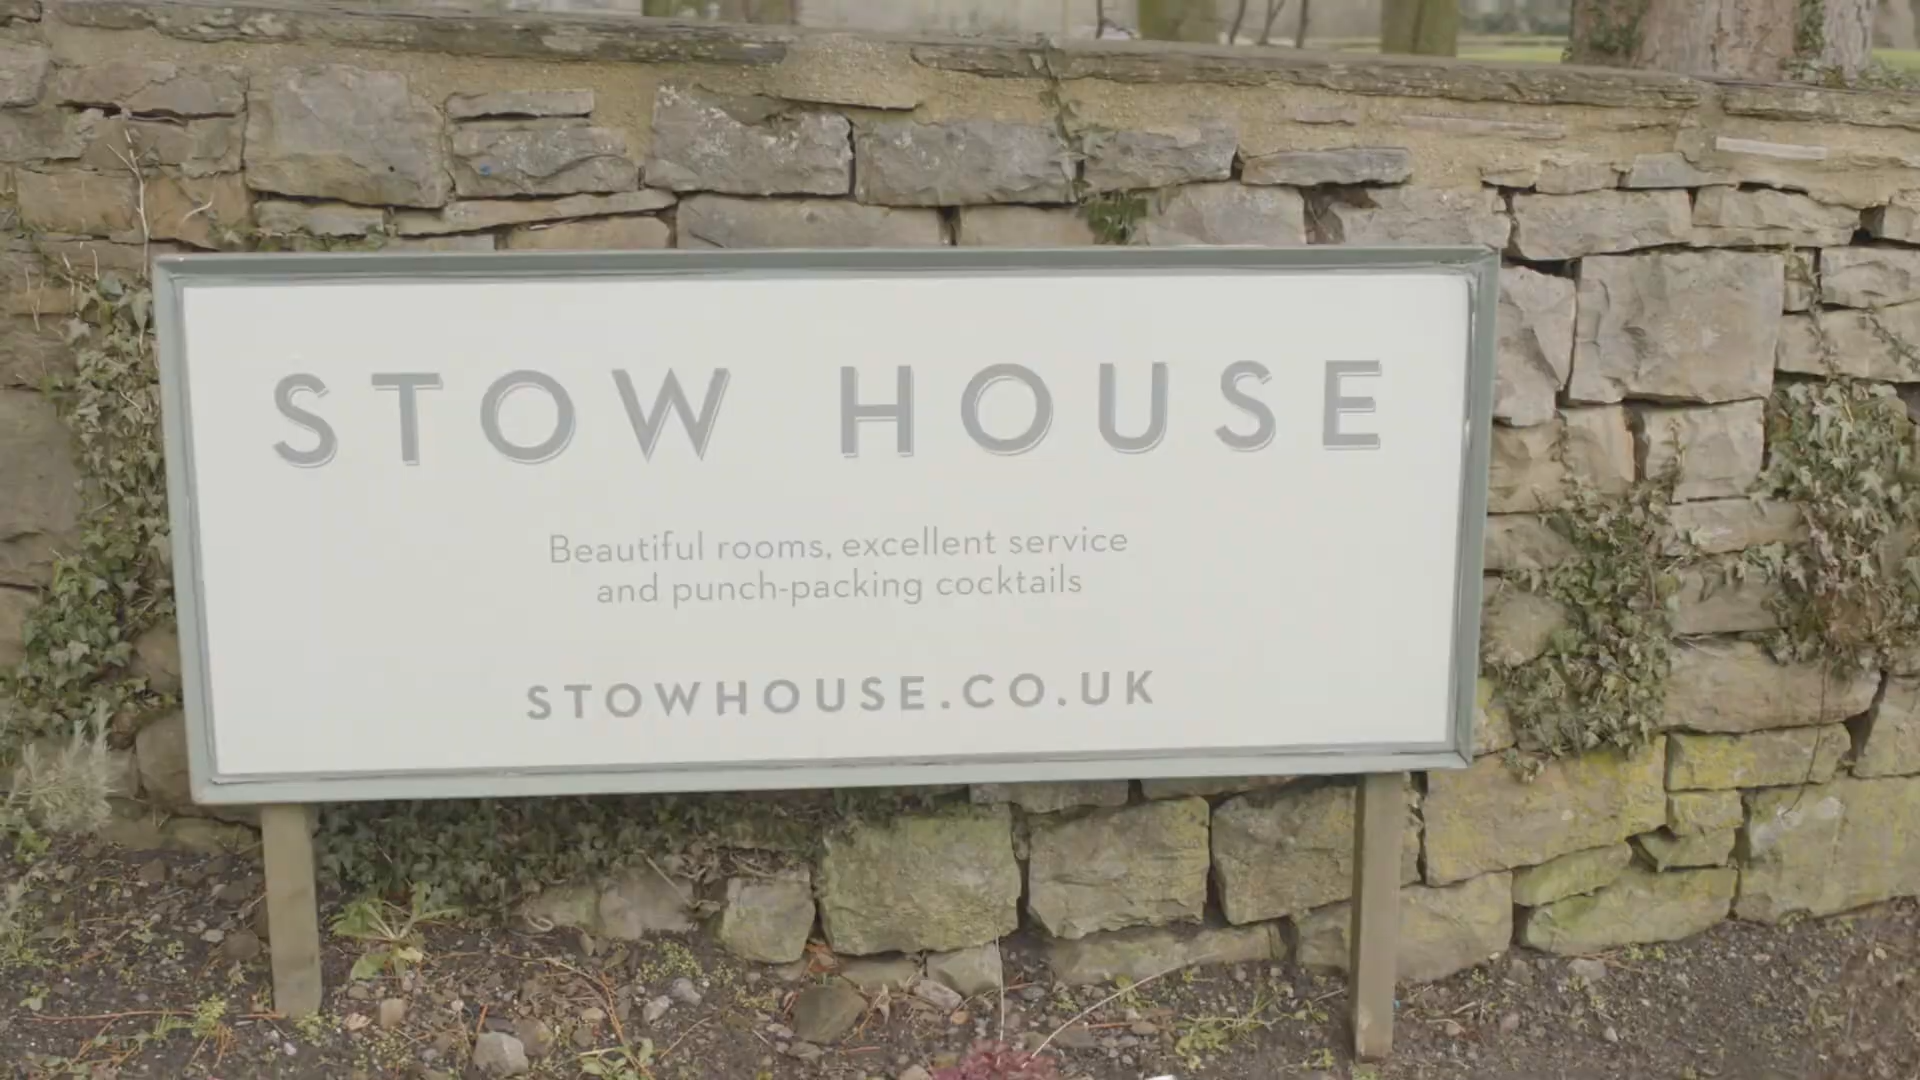 STOW HOUSE
Beautiful rooms, excellent service
and punch-packing cocktails
STOWHOUSE.CO.UK